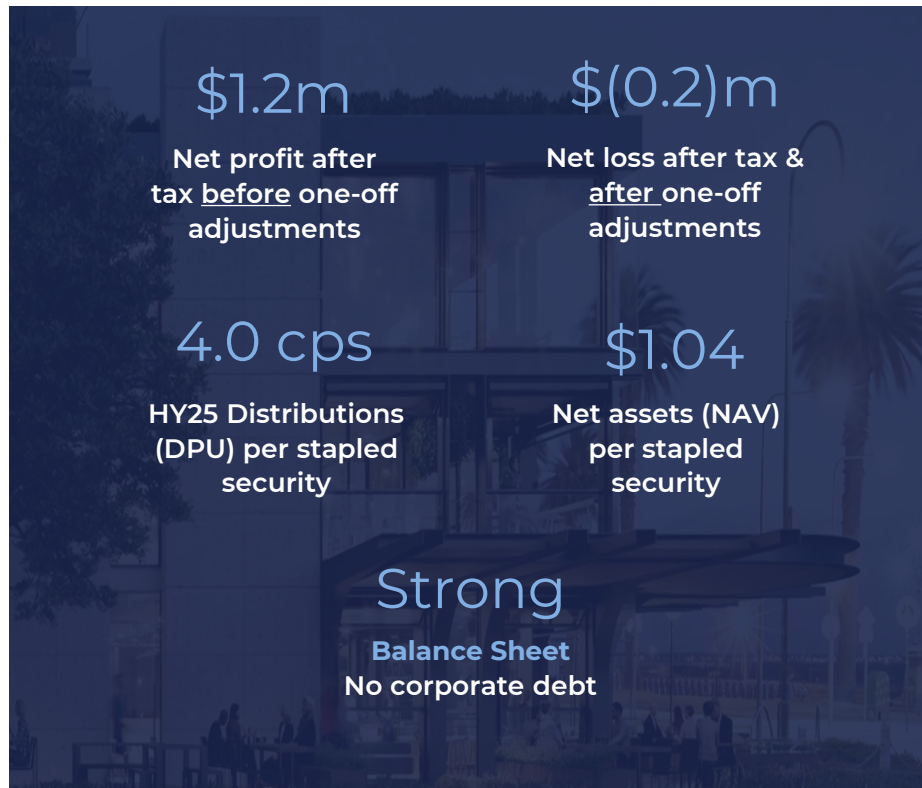 $1.2m
Net profit after
tax before one-off
adjustments
$(0.2)m
Net loss after tax &
after one-off
adjustments
4.0 cps
HY25 Distributions
(DPU) per stapled
security
$1.04
Net assets (NAV)
per stapled
security
Strong
Balance Sheet
No corporate debt